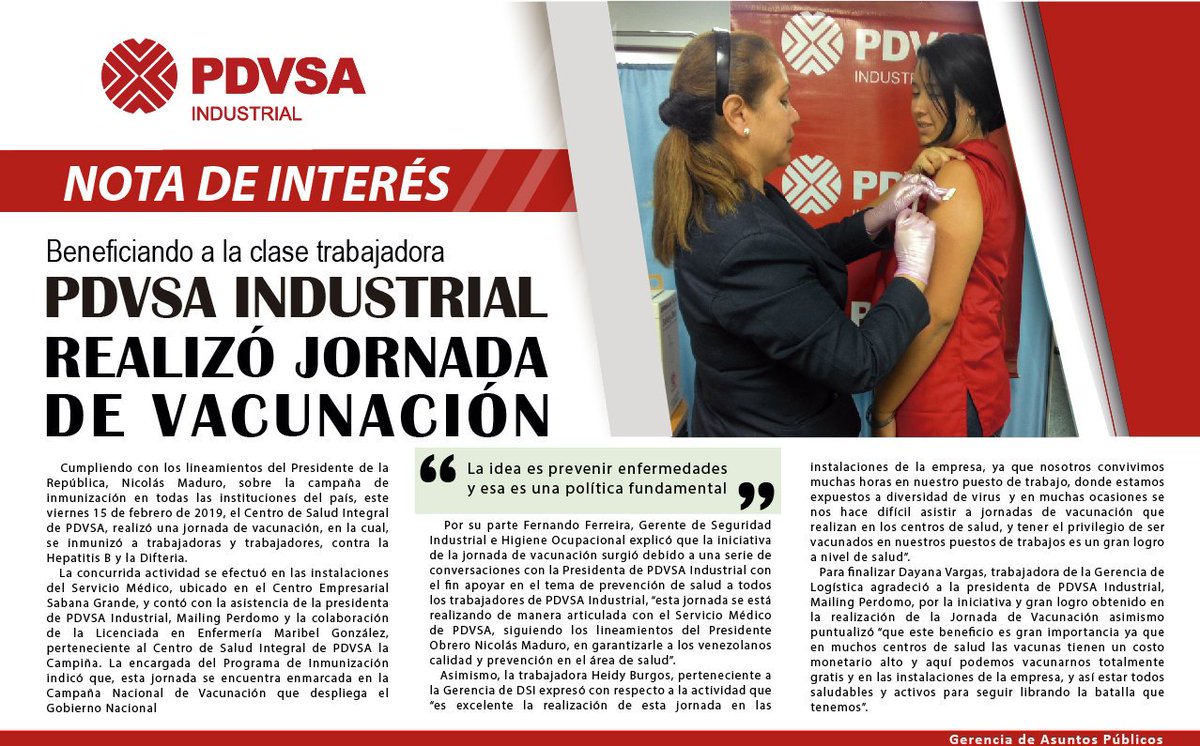 PDVSA
INDUSTRIAL
NOTA DE INTERÉS
Beneficiando a la clase trabajadora
PDVSA INDUSTRIAL
REALIZÓ JORNADA
DE VACUNACIÓN
PDVSA
INDUSTRIAL
PDVS
P
Cumpliendo con los lineamientos del Presidente de la
República, Nicolás Maduro, sobre la campaña de
inmunización en todas las instituciones del país, este
viernes 15 de febrero de 2019, el Centro de Salud Integral
de PDVSA, realizó una jornada de vacunación, en la cual,
se inmunizó a trabajadoras y trabajadores, contra la
Hepatitis B y la Difteria.
La concurrida actividad se efectuó en las instalaciones
del Servicio Médico, ubicado en el Centro Empresarial
Sabana Grande, y contó con la asistencia de la presidenta
de PDVSA Industrial, Mailing Perdomo y la colaboración
de la Licenciada en Enfermería Maribel González,
perteneciente al Centro de Salud Integral de PDVSA la
Campiña. La encargada del Programa de Inmunización
indicó que, esta jornada se encuentra enmarcada en la
Campaña Nacional de Vacunación que despliega el
Gobierno Nacional
“ La idea es prevenir enfermedades
y esa es una política fundamental ”
Por su parte Fernando Ferreira, Gerente de Seguridad
Industrial e Higiene Ocupacional explicó que la iniciativa
de la jornada de vacunación surgió debido a una serie de
conversaciones con la Presidenta de PDVSA Industrial con
el fin apoyar en el tema de prevención de salud a todos
los trabajadores de PDVSA Industrial, “esta jornada se está
realizando de manera articulada con el Servicio Médico
de PDVSA, siguiendo los lineamientos del Presidente
Obrero Nicolás Maduro, en garantizarle a los venezolanos
calidad y prevención en el área de salud”.
Asimismo, la trabajadora Heidy Burgos, perteneciente a
la Gerencia de DSI expresó con respecto a la actividad que
“es excelente la realización de esta jornada en las
instalaciones de la empresa, ya que nosotros convivimos
muchas horas en nuestro puesto de trabajo, donde estamos
expuestos a diversidad de virus y en muchas ocasiones se
nos hace difícil asistir a jornadas de vacunación que
realizan en los centros de salud, y tener el privilegio de ser
vacunados en nuestros puestos de trabajos es un gran logro
a nivel de salud”.
Para finalizar Dayana Vargas, trabajadora de la Gerencia de
Logística agradeció a la presidenta de PDVSA Industrial,
Mailing Perdomo, por la iniciativa y gran logro obtenido en
la realización de la Jornada de Vacunación asimismo
puntualizó “que este beneficio es gran importancia ya que
en muchos centros de salud las vacunas tienen un costo
monetario alto y aquí podemos vacunarnos totalmente
gratis y en las instalaciones de la empresa, y así estar todos
saludables y activos para seguir librando la batalla que
tenemos”.
Gerencia de Asuntos Públicos